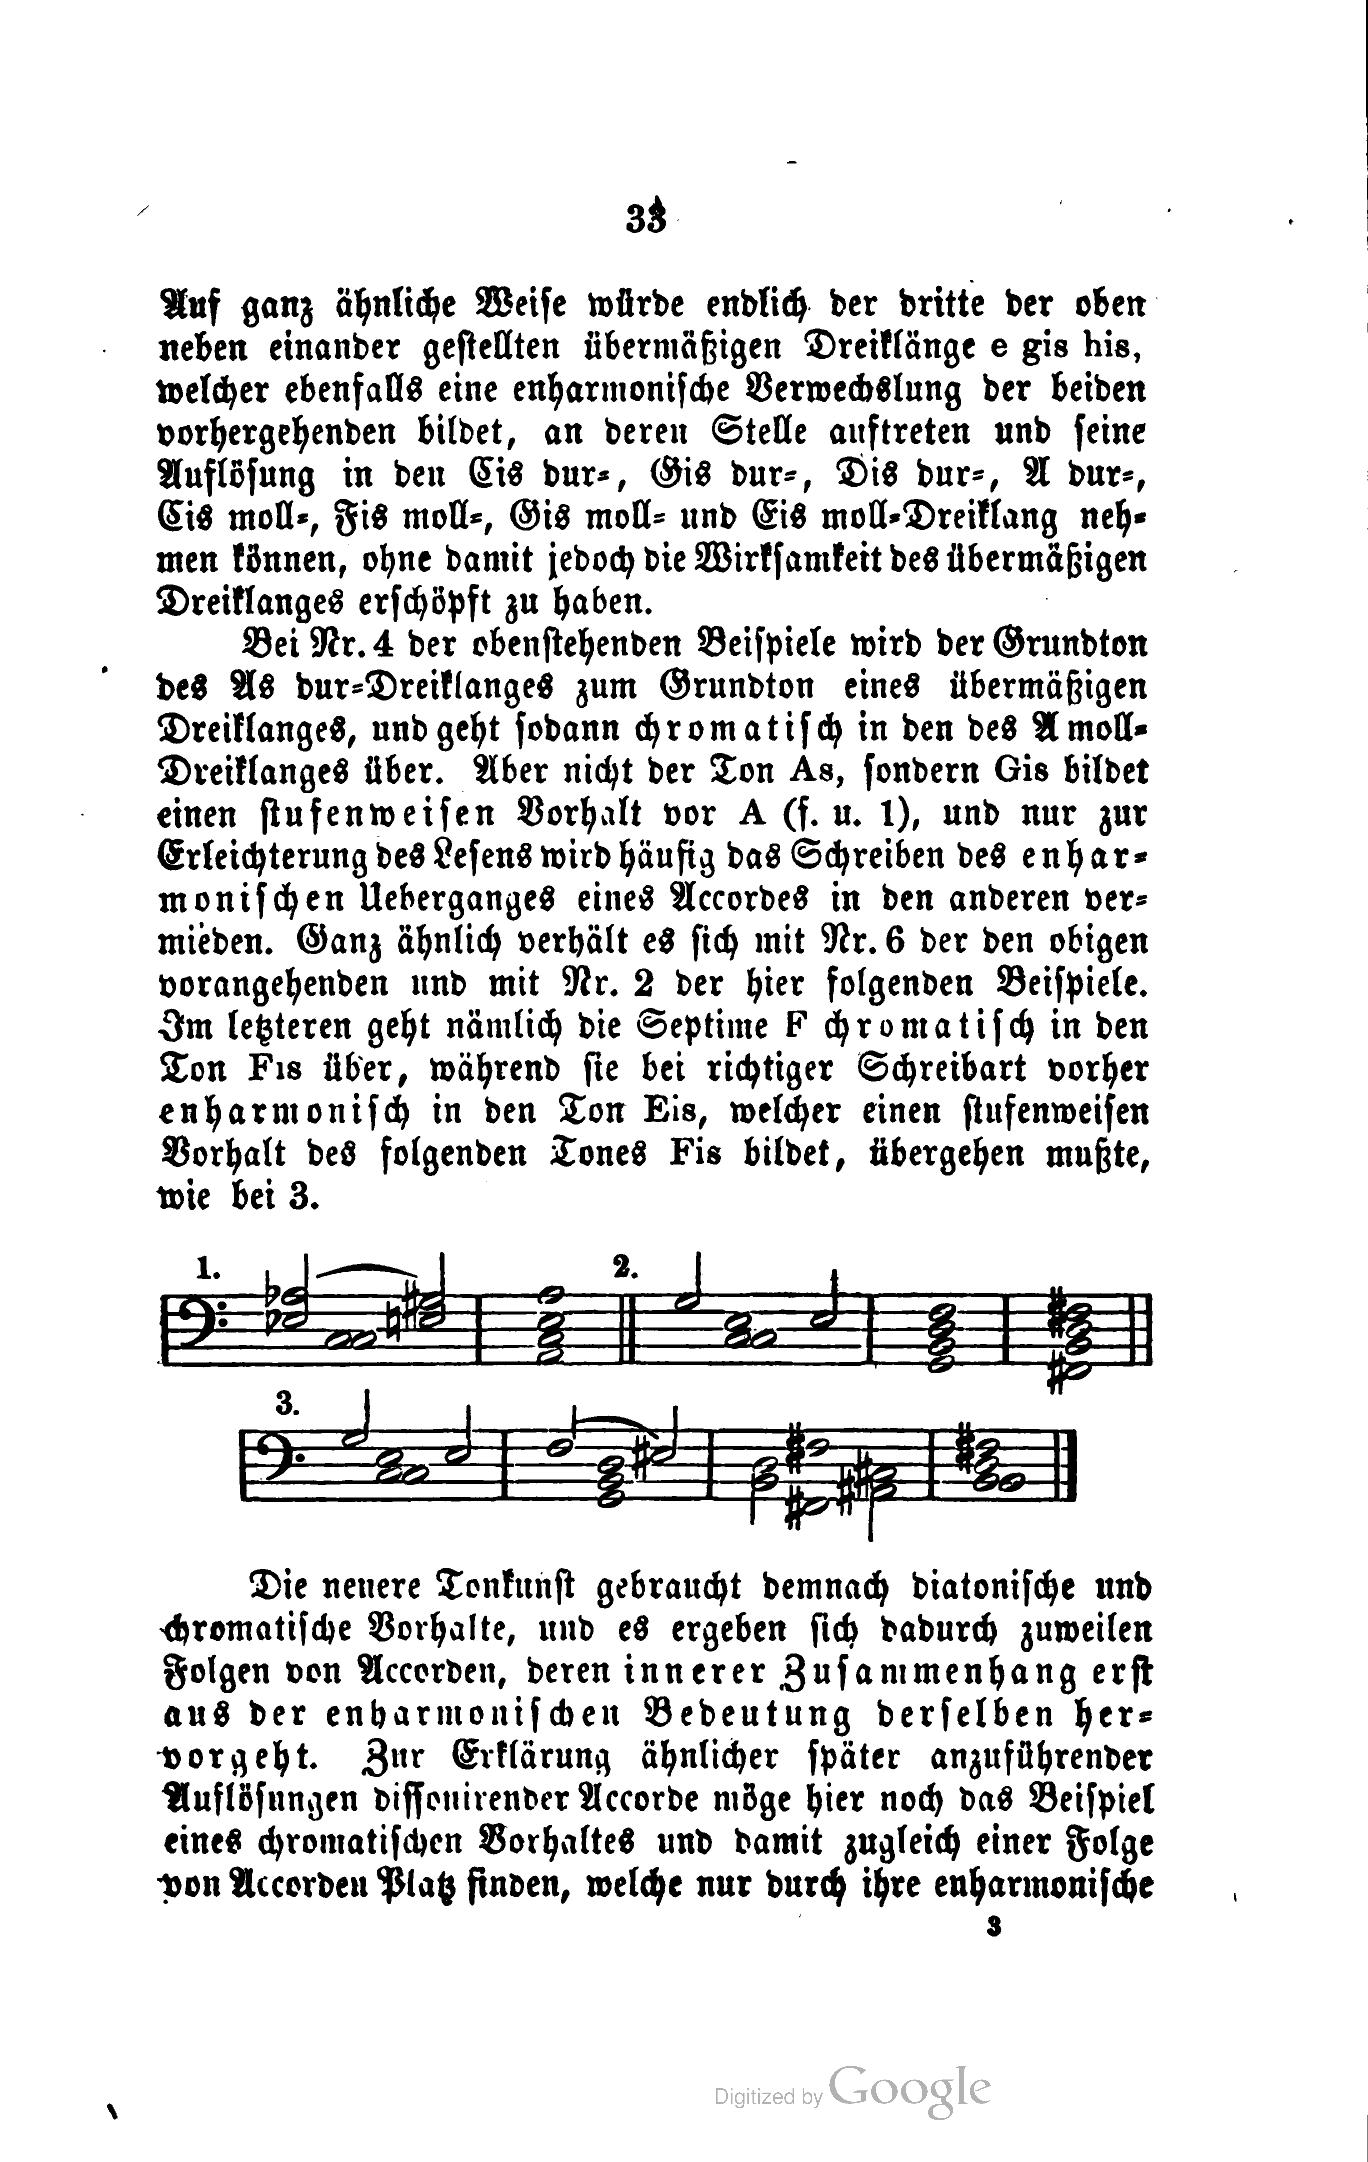 33
Auf ganz ähnliche Weise würde endlich der dritte der oben
neben einander gestellten übermäßigen Dreiklänge e gis his,
welcher ebenfalls eine enharmonische Verwechslung der beiden
vorhergehenden bildet, an deren Stelle auftreten und seine
Auflösung in den Cis dur-, Gis dur-, Dis dur-, A dur-,
Cis moll-, Fis moll-, Gis moll- und Eis moll-Dreiklang neh-
men können, ohne damit jedoch die Wirksamkeit des übermäßigen
Dreiklanges erschöpft zu haben.
Bei Nr. 4 der obenstehenden Beispiele wird der Grundton
des As dur-Dreiklanges zum Grundton eines übermäßigen
Dreiklanges, und geht sodann chromatisch in den des A moll-
Dreiklanges über. Aber nicht der Ton As, sondern Gis bildet
einen stufenweisen Vorhalt vor A (s. u. 1), und nur zur
Erleichterung des Lesens wird häufig das Schreiben des enhar-
monischen Ueberganges eines Accordes in den anderen ver-
mieden. Ganz ähnlich verhält es sich mit Nr. 6 der den obigen
vorangehenden und mit Nr. 2 der hier folgenden Beispiele.
Im letzteren geht nämlich die Septime F chromatisch in den
Ton Fis über, während sie bei richtiger Schreibart vorher
enharmonisch in den Ton Eis, welcher einen stufenweisen
Vorhalt des folgenden Tones Fis bildet, übergehen mußte,
wie bei 3.
1. 2.
3.
Die neuere Tonkunst gebraucht demnach diatonische und
chromatische Vorhalte, und es ergeben sich dadurch zuweilen
Folgen von Accorden, deren innerer Zusammenhang erst
aus der enharmonischen Bedeutung derselben her-
vorgeht. Zur Erklärung ähnlicher später anzuführender
Auflösungen dissonirender Accorde möge hier noch das Beispiel
eines chromatischen Vorhaltes und damit zugleich einer Folge
von Accorden Platz finden, welche nur durch ihre enharmonische
3
Digitized by Google